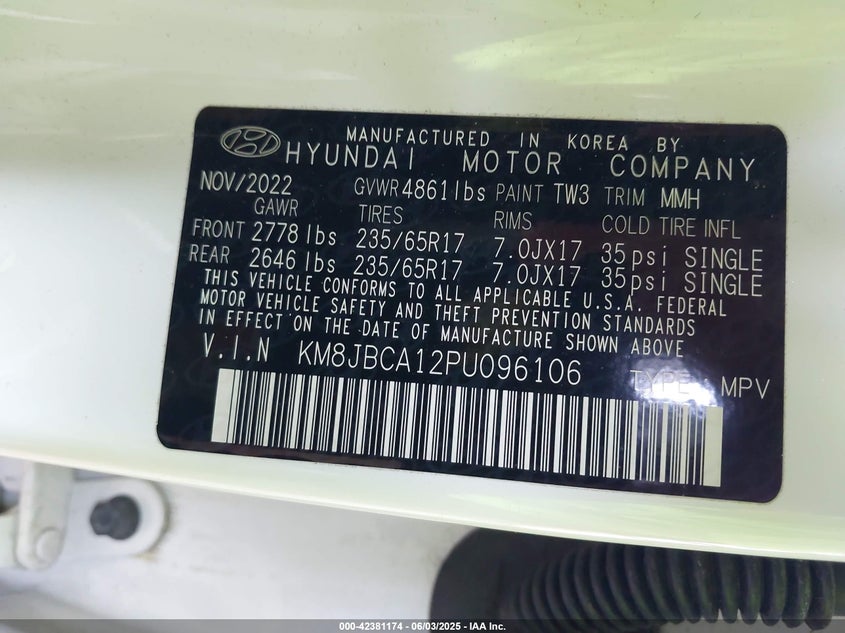 MANUFACTURED IN KOREA BY
HYUNDAI MOTOR COMPANY
NOV/2022 GVWR 4861lbs PAINT TW3 TRIM MMH
GAWR TIRES RIMS COLD TIRE INFL
FRONT 2778 lbs 235/65R17 7.0JX17 35psi SINGLE
REAR 2646 lbs 235/65R17 7.0JX17 35psi SINGLE
THIS VEHICLE CONFORMS TO ALL APPLICABLE U.S.A. FEDERAL
MOTOR VEHICLE SAFETY AND THEFT PREVENTION STANDARDS
IN EFFECT ON THE DATE OF MANUFACTURE SHOWN ABOVE
V.I.N KM8JBCA12PU096106 TYPE MPV
000-42381174 - 06/03/2025 - IAA Inc.